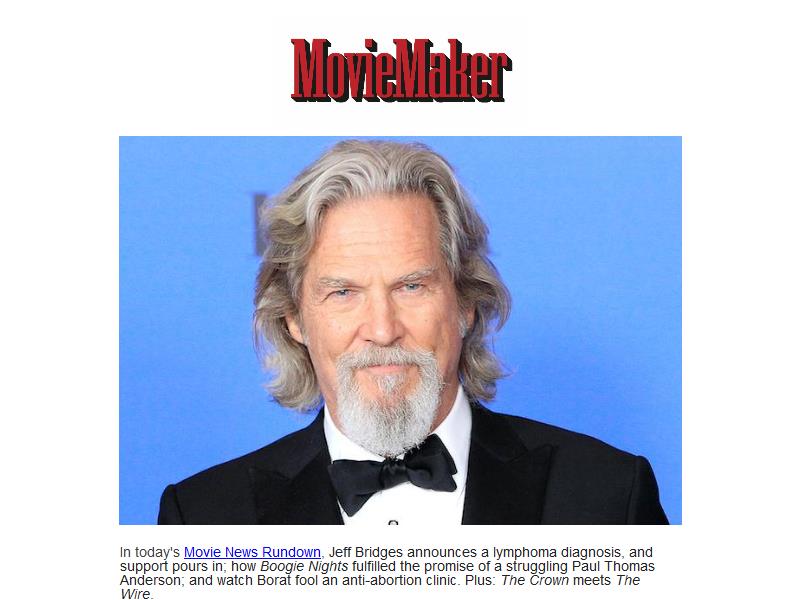 MovieMaker
In today's Movie News Rundown, Jeff Bridges announces a lymphoma diagnosis, and
support pours in; how Boogie Nights fulfilled the promise of a struggling Paul Thomas
Anderson; and watch Borat fool an anti-abortion clinic. Plus: The Crown meets The
Wire.